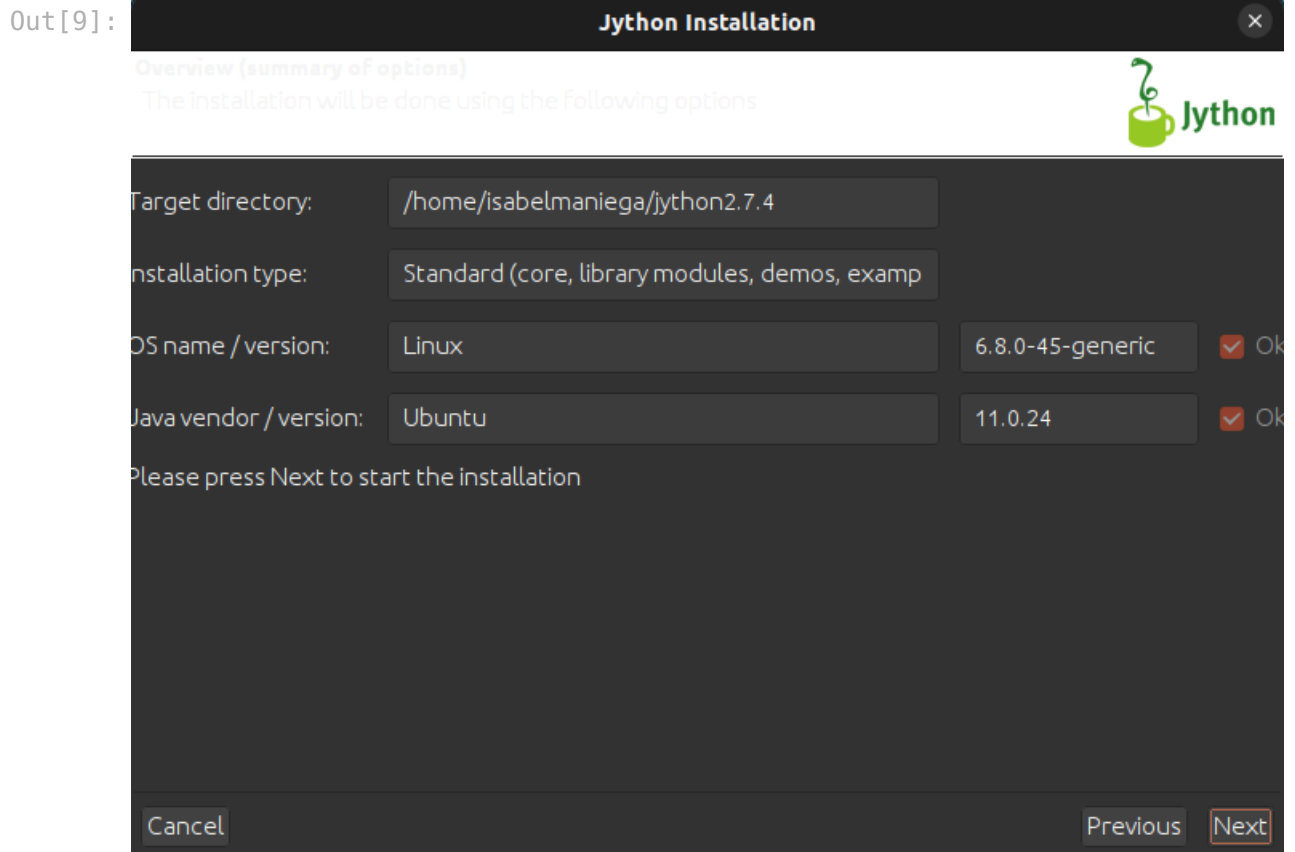 Out[9]:
Jython Installation
Overview (summary of options)
The installation will be done using the following options
Jython
Target directory: /home/isabelmaniega/jython2.7.4
nstallation type: Standard (core, library modules, demos, examp
OS name / version: Linux 6.8.0-45-generic Ok
Java vendor / version: Ubuntu 11.0.24 Ok
Please press Next to start the installation
Cancel Previous Next